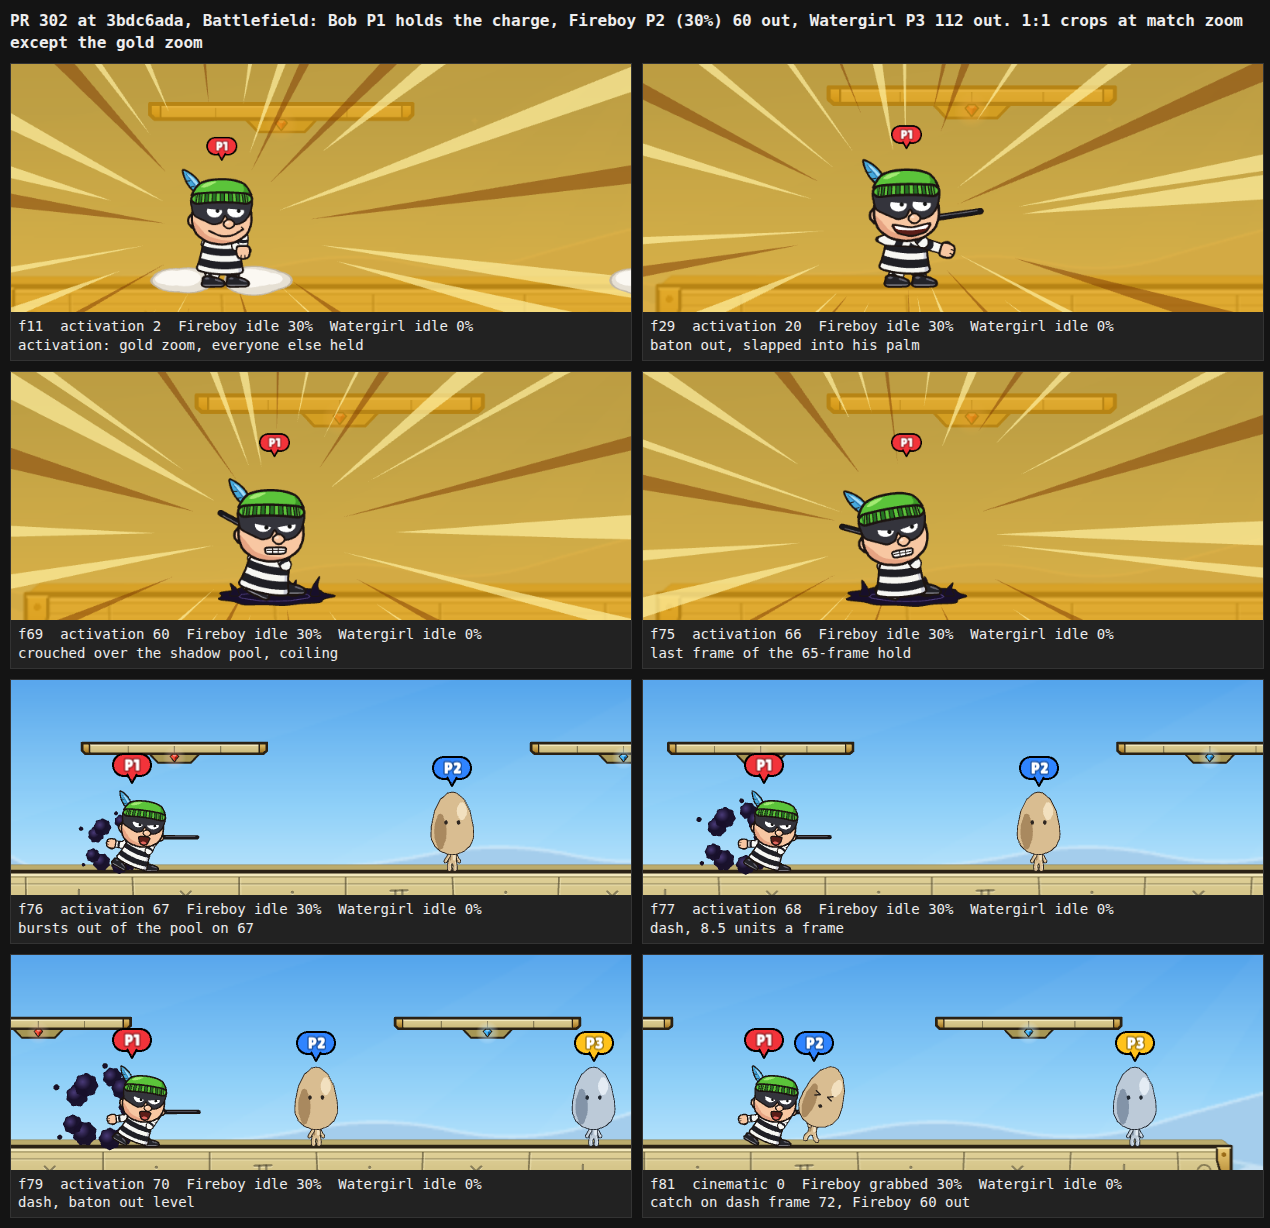 PR 302 at 3bdc6ada, Battlefield: Bob P1 holds the charge, Fireboy P2 (30%) 60 out, Watergirl P3 112 out. 1:1 crops at match zoom
except the gold zoom
P1
f11 activation 2 Fireboy idle 30% Watergirl idle 0%
activation: gold zoom, everyone else held
P1
f29 activation 20 Fireboy idle 30% Watergirl idle 0%
baton out, slapped into his palm
P1
f69 activation 60 Fireboy idle 30% Watergirl idle 0%
crouched over the shadow pool, coiling
P1
f75 activation 66 Fireboy idle 30% Watergirl idle 0%
last frame of the 65-frame hold
P1 P2
f76 activation 67 Fireboy idle 30% Watergirl idle 0%
bursts out of the pool on 67
P1 P2
f77 activation 68 Fireboy idle 30% Watergirl idle 0%
dash, 8.5 units a frame
P1 P2 P3
f79 activation 70 Fireboy idle 30% Watergirl idle 0%
dash, baton out level
P1 P2 P3
f81 cinematic 0 Fireboy grabbed 30% Watergirl idle 0%
catch on dash frame 72, Fireboy 60 out